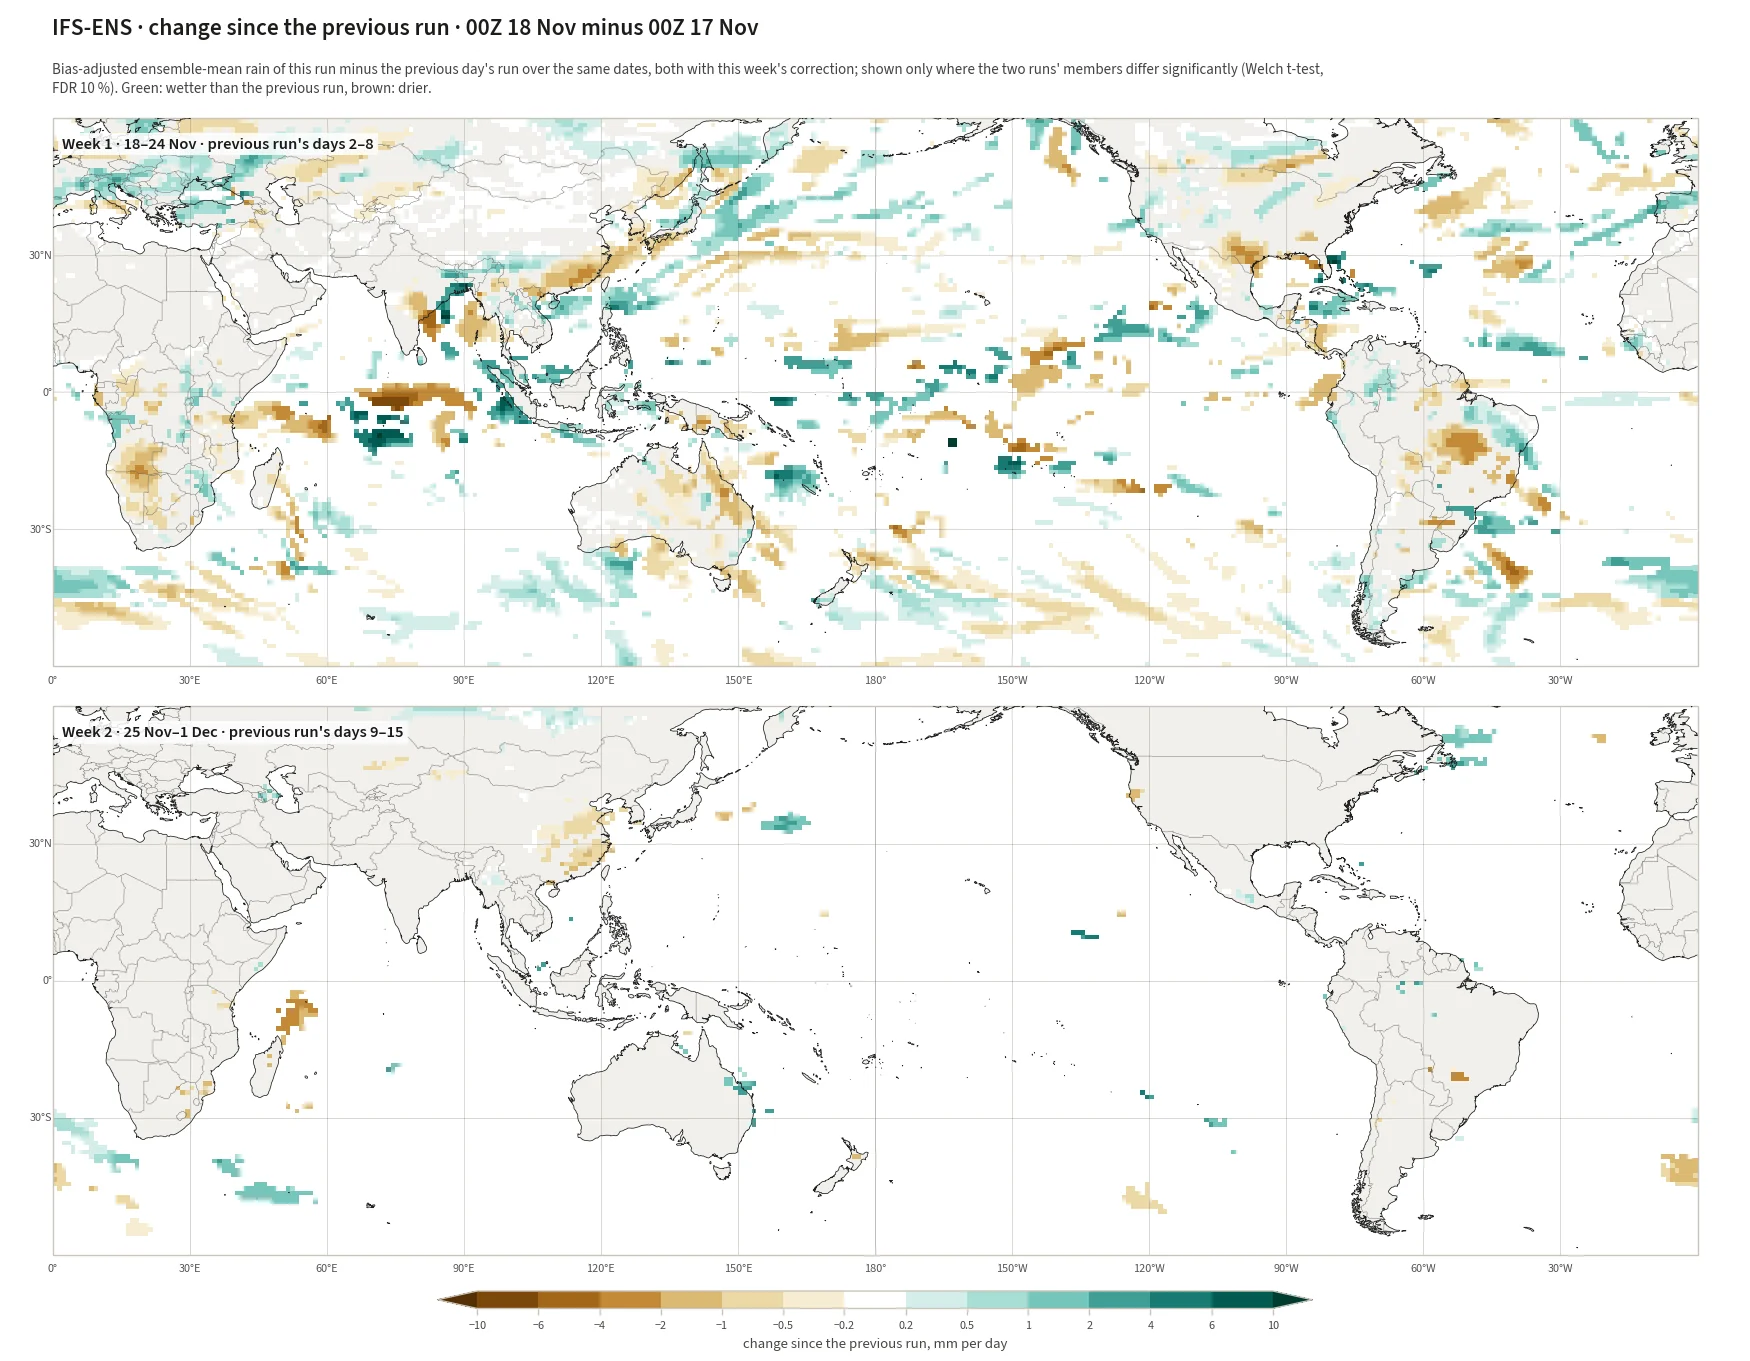 IFS-ENS · change since the previous run · 00Z 18 Nov minus 00Z 17 Nov
Bias-adjusted ensemble-mean rain of this run minus the previous day's run over the same dates, both with this week's correction; shown only where the two runs' members differ significantly (Welch t-test,
FDR 10 %). Green: wetter than the previous run, brown: drier.
Week 1 · 18–24 Nov · previous run's days 2–8
30°N
0°
30°S
0° 30°E 60°E 90°E 120°E 150°E 180° 150°W 120°W 90°W 60°W 30°W
Week 2 · 25 Nov–1 Dec · previous run's days 9–15
30°N
0°
30°S
0° 30°E 60°E 90°E 120°E 150°E 180° 150°W 120°W 90°W 60°W 30°W
−10 −6 −4 −2 −1 −0.5 −0.2 0.2 0.5 1 2 4 6 10
change since the previous run, mm per day